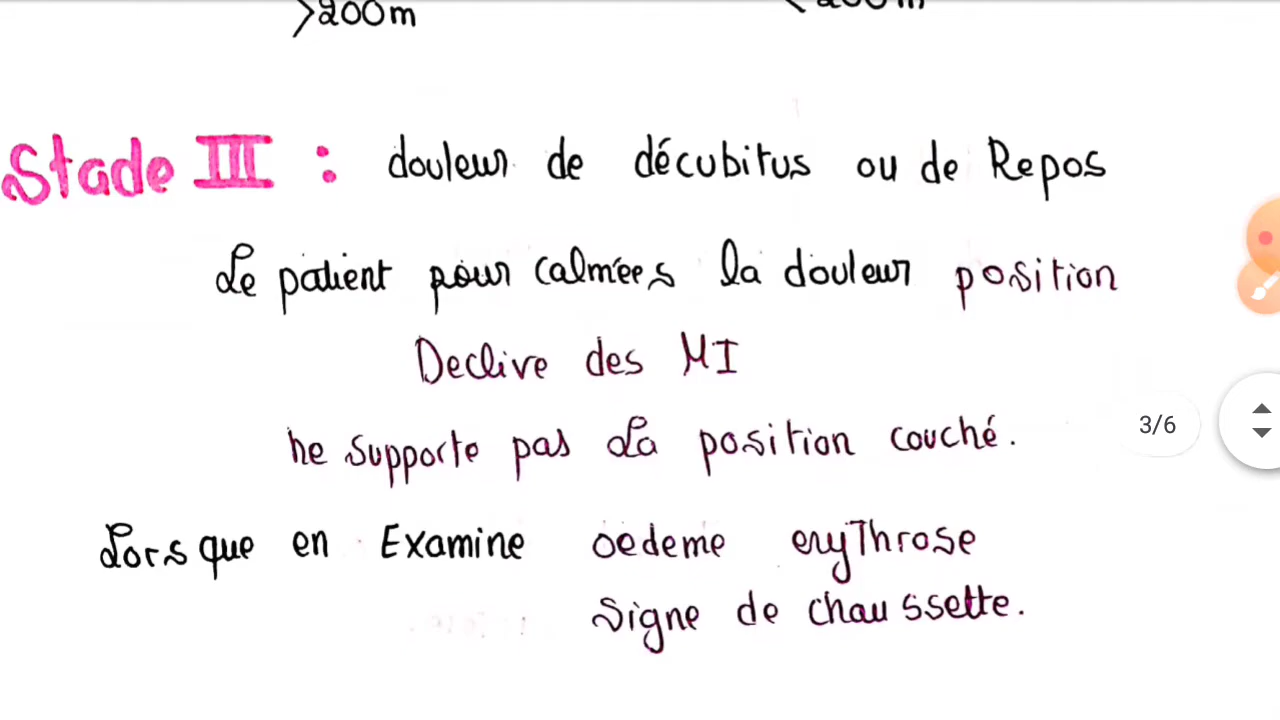 >200m
<200m
Stade III : douleur de décubitus ou de Repos
Le patient pour calmées la douleur position
Declive des MI
ne supporte pas La position couché.
3/6
Lorsque en Examine oedeme erythrose
signe de chaussette.